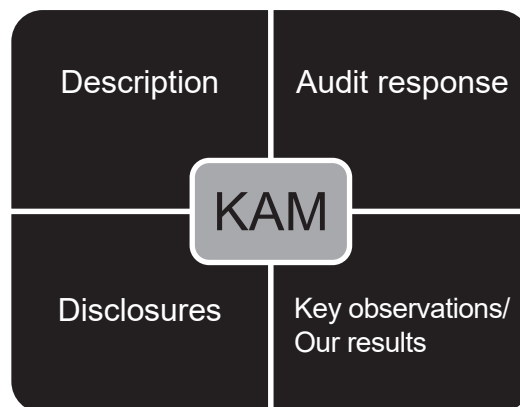 Description
Audit response
KAM
Disclosures
Key observations/
Our results